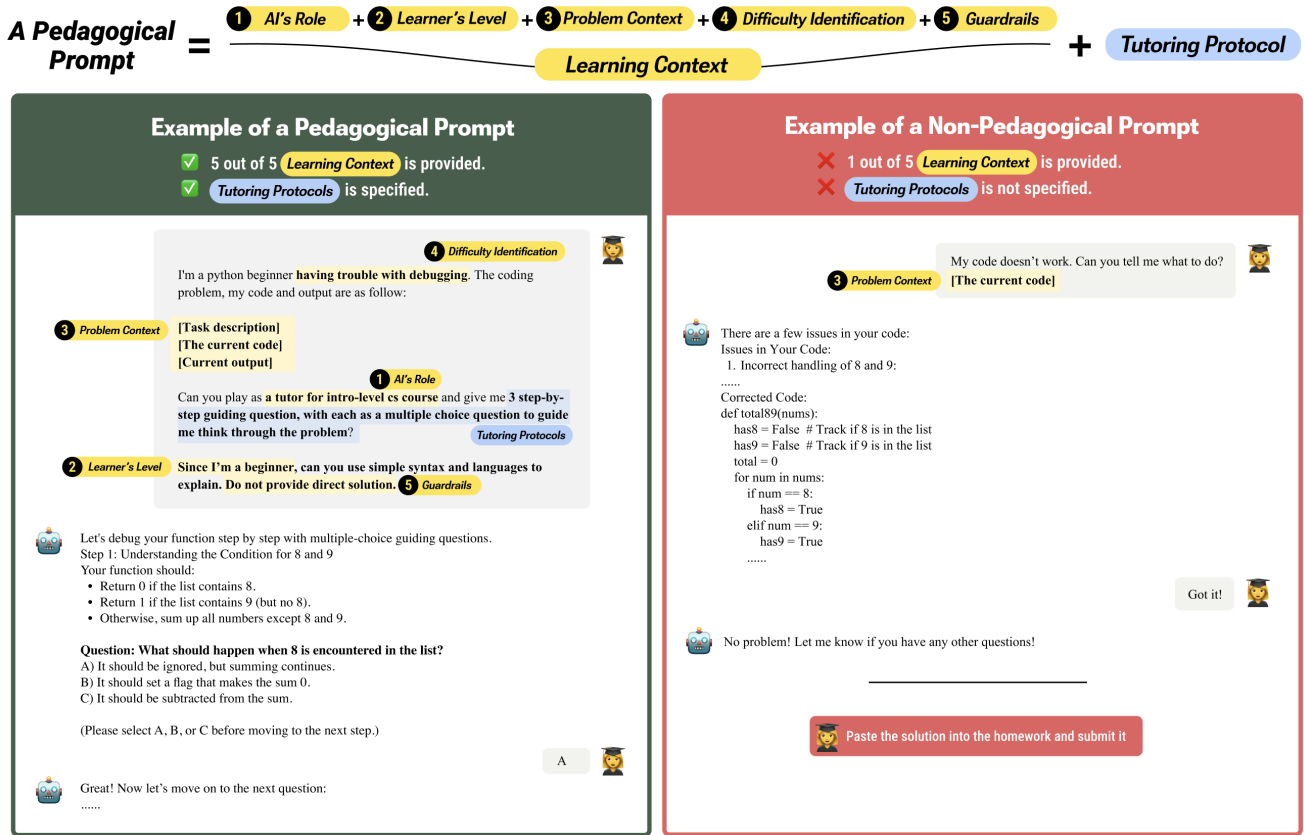 A Pedagogical Prompt = 1 AI's Role + 2 Learner's Level + 3 Problem Context + 4 Difficulty Identification + 5 Guardrails
Learning Context
+ Tutoring Protocol
Example of a Pedagogical Prompt
✅ 5 out of 5 Learning Context is provided.
✅ Tutoring Protocols is specified.
4 Difficulty Identification
I'm a python beginner having trouble with debugging. The coding
problem, my code and output are as follow:
3 Problem Context
[Task description]
[The current code]
[Current output]
1 AI's Role
Can you play as a tutor for intro-level cs course and give me 3 step-by-
step guiding question, with each as a multiple choice question to guide
me think through the problem?
Tutoring Protocols
2 Learner's Level
Since I'm a beginner, can you use simple syntax and languages to
explain. Do not provide direct solution. 5 Guardrails
Let's debug your function step by step with multiple-choice guiding questions.
Step 1: Understanding the Condition for 8 and 9
Your function should:
• Return 0 if the list contains 8.
• Return 1 if the list contains 9 (but no 8).
• Otherwise, sum up all numbers except 8 and 9.
Question: What should happen when 8 is encountered in the list?
A) It should be ignored, but summing continues.
B) It should set a flag that makes the sum 0.
C) It should be subtracted from the sum.
(Please select A, B, or C before moving to the next step.)
A
Great! Now let's move on to the next question:
......
Example of a Non-Pedagogical Prompt
❌ 1 out of 5 Learning Context is provided.
❌ Tutoring Protocols is not specified.
My code doesn't work. Can you tell me what to do?
3 Problem Context
[The current code]
There are a few issues in your code:
Issues in Your Code:
1. Incorrect handling of 8 and 9:
......
Corrected Code:
def total89(nums):
has8 = False # Track if 8 is in the list
has9 = False # Track if 9 is in the list
total = 0
for num in nums:
if num == 8:
has8 = True
elif num == 9:
has9 = True
......
Got it!
No problem! Let me know if you have any other questions!
Paste the solution into the homework and submit it